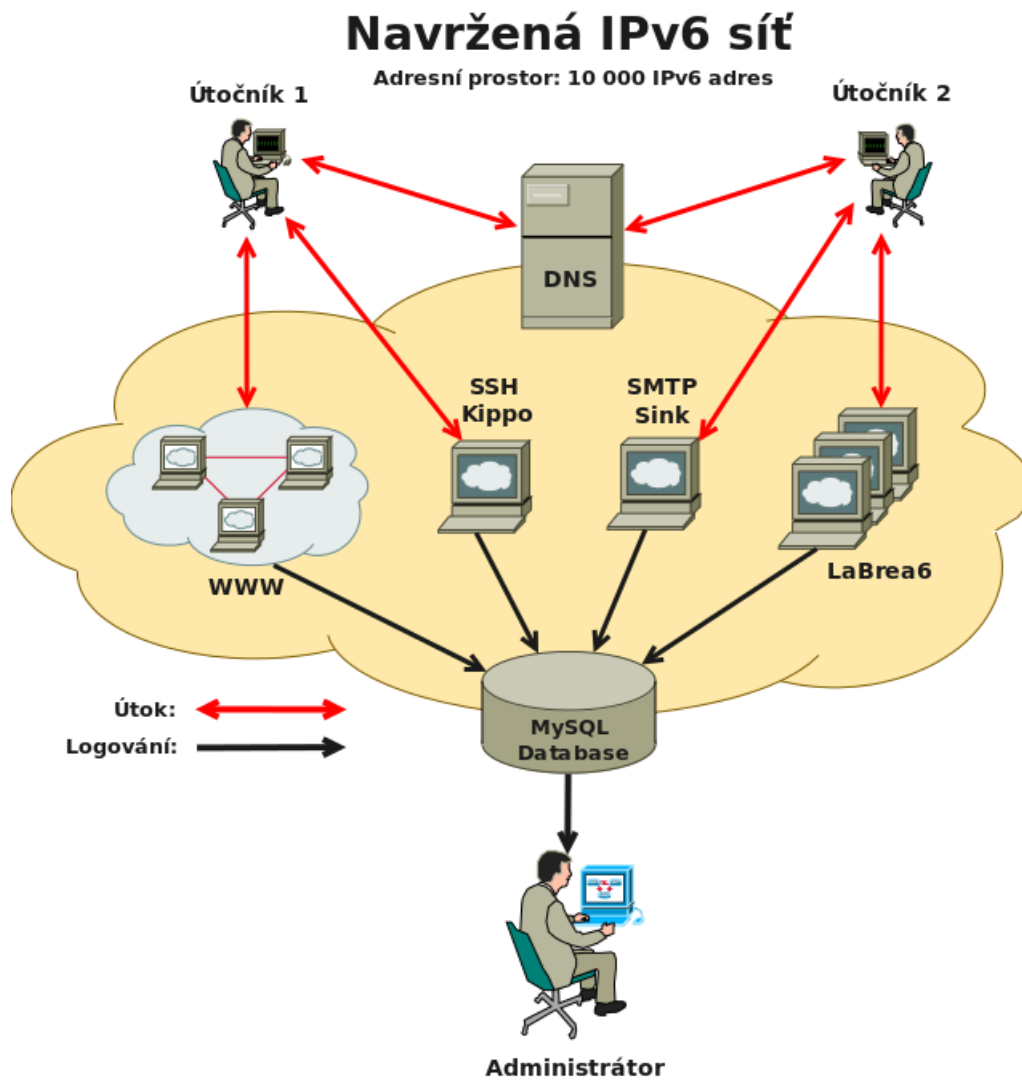 Navržená IPv6 síť
Adresní prostor: 10 000 IPv6 adres
Útočník 1
Útočník 2
DNS
SSH
Kippo
SMTP
Sink
WWW
LaBrea6
MySQL
Database
Útok:
Logování:
Administrátor